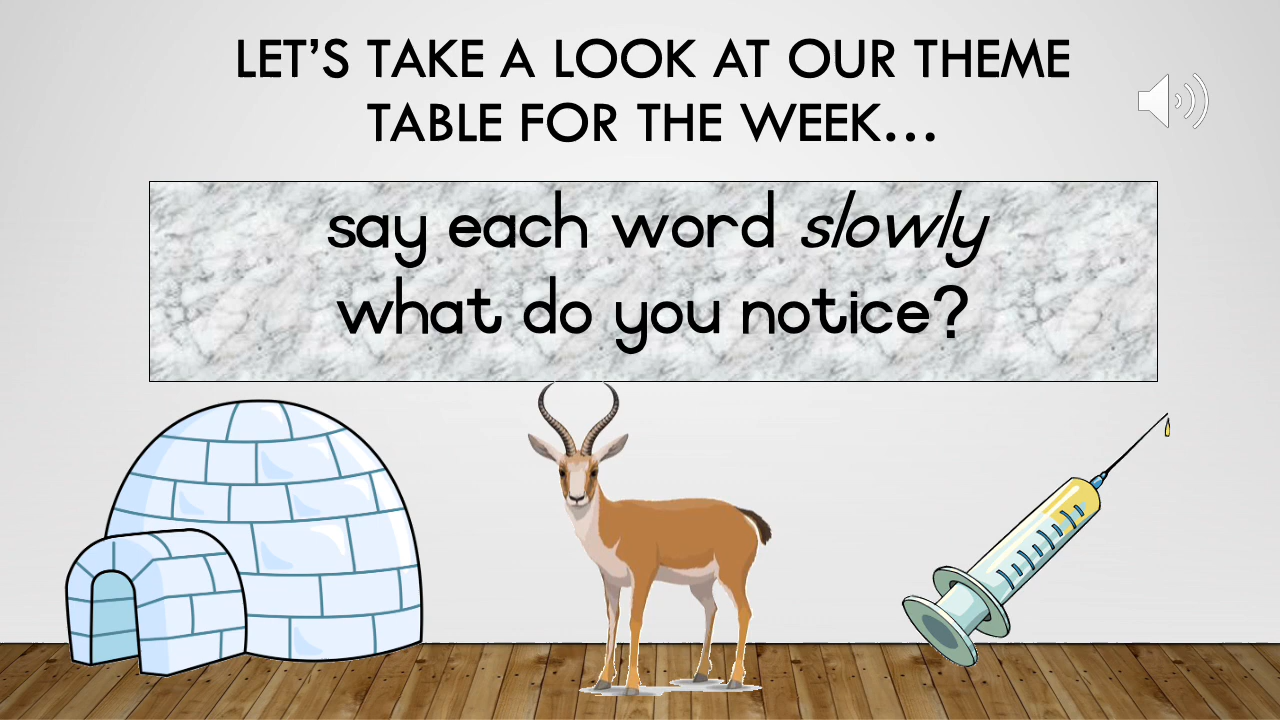 LET’S TAKE A LOOK AT OUR THEME
TABLE FOR THE WEEK…
say each word slowly
what do you notice?